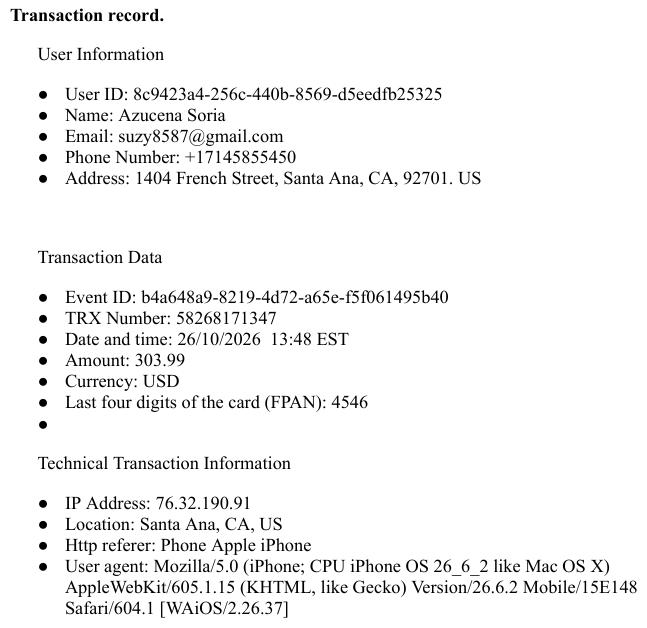 Transaction record.
User Information
● User ID: 8c9423a4-256c-440b-8569-d5eedfb25325
● Name: Azucena Soria
● Email: suzy8587@gmail.com
● Phone Number: +17145855450
● Address: 1404 French Street, Santa Ana, CA, 92701. US
Transaction Data
● Event ID: b4a648a9-8219-4d72-a65e-f5f061495b40
● TRX Number: 58268171347
● Date and time: 26/10/2026  13:48 EST
● Amount: 303.99
● Currency: USD
● Last four digits of the card (FPAN): 4546
●
Technical Transaction Information
● IP Address: 76.32.190.91
● Location: Santa Ana, CA, US
● Http referer: Phone Apple iPhone
● User agent: Mozilla/5.0 (iPhone; CPU iPhone OS 26_6_2 like Mac OS X)
AppleWebKit/605.1.15 (KHTML, like Gecko) Version/26.6.2 Mobile/15E148
Safari/604.1 [WAiOS/2.26.37]